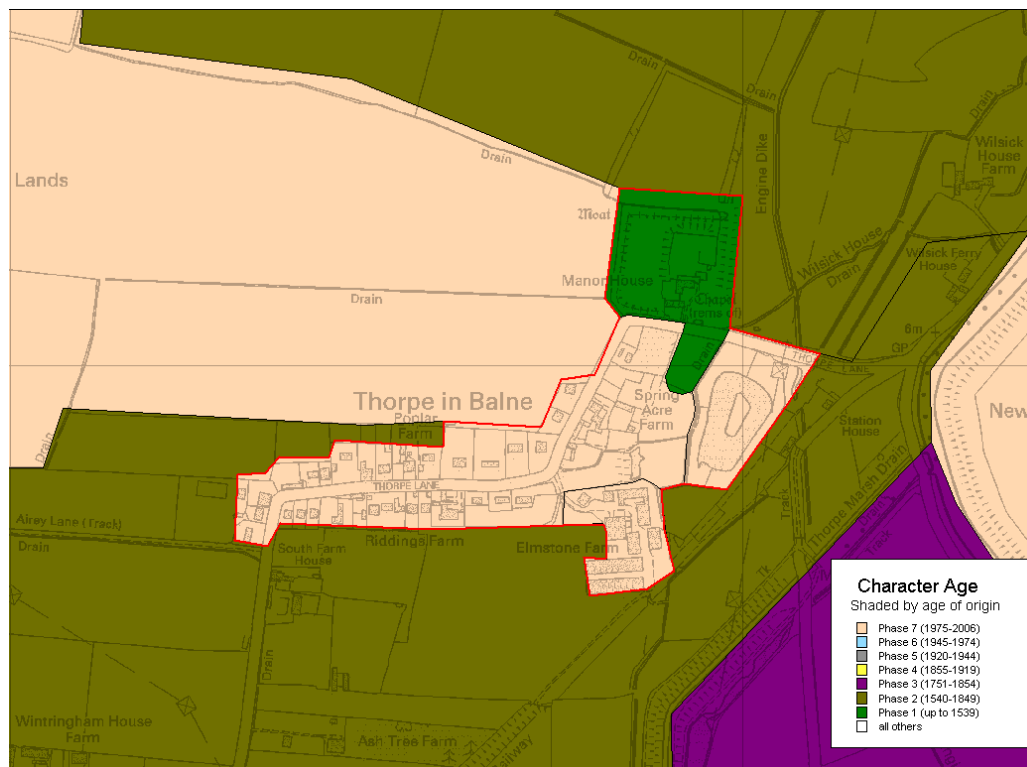 Drain
Drain
Drain
Wilsick
House
Farm
Engine Dike
Drain
Lands
Moat
Wilsick House
Drain
Wilsick Ferry
House
Manor House
Chapel
(rems of)
Drain
6m
GP
THORPE LANE
Drain
Thorpe in Balne
Poplar
Farm
Spring
Acre
Farm
New
Station
House
Drain
THORPE LANE
Track
Thorpe Marsh Drain
Drain
Track
Airey Lane (Track)
Drain
South Farm
House
Riddings Farm
Elmstone Farm
Tk
Drain
Wintringham House
Farm
Ash Tree Farm
Railway
Character Age
Shaded by age of origin
Phase 7 (1975-2006)
Phase 6 (1945-1974)
Phase 5 (1920-1944)
Phase 4 (1855-1919)
Phase 3 (1751-1854)
Phase 2 (1540-1849)
Phase 1 (up to 1539)
all others